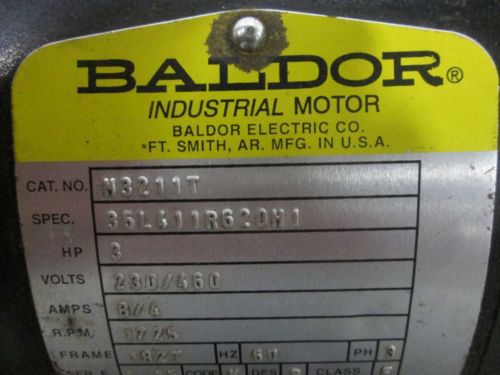 BALDOR®
INDUSTRIAL MOTOR
BALDOR ELECTRIC CO.
FT. SMITH, AR. MFG. IN U.S.A.
CAT. NO. M3211T
SPEC. 35L411R620H1
HP 3
VOLTS 230/460
AMPS 8/4
R.P.M. 1725
FRAME 182T HZ 60 PH 3
SER. F. CODE DES CLASS